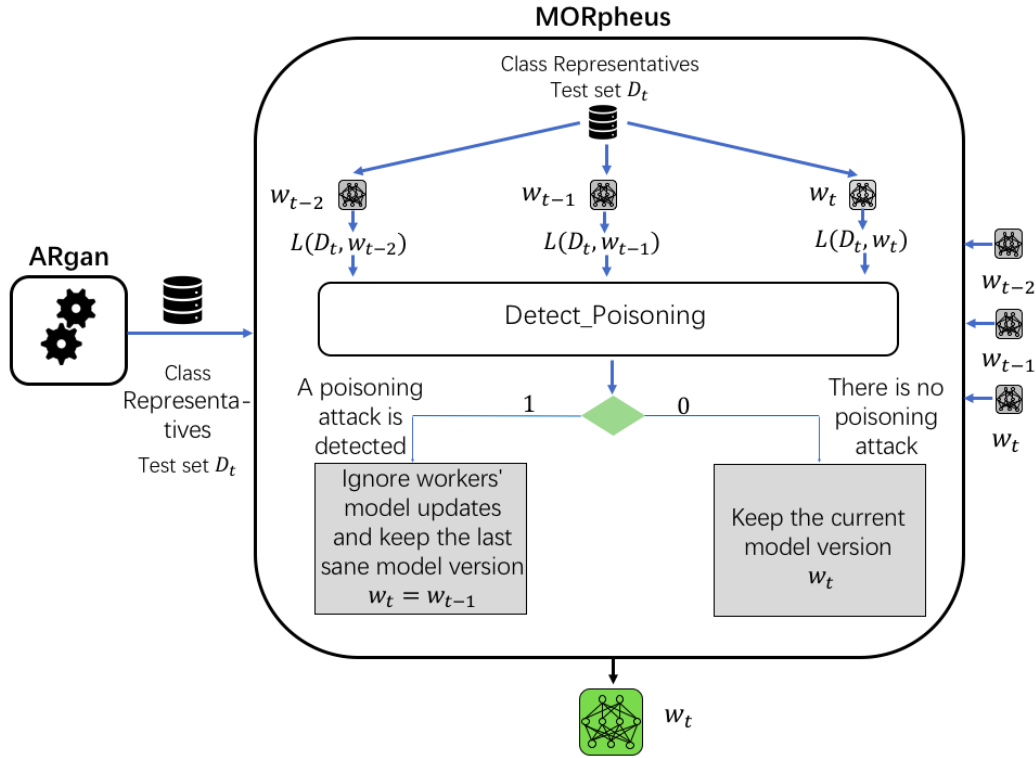 MORpheus
Class Representatives
Test set $D_t$
$w_{t-2}$
$w_{t-1}$
$w_t$
$L(D_t, w_{t-2})$
$L(D_t, w_{t-1})$
$L(D_t, w_t)$
ARgan
Detect_Poisoning
Class
Representa-
tives
Test set $D_t$
A poisoning
attack is
detected
1
0
There is no
poisoning
attack
Ignore workers'
model updates
and keep the last
sane model version
$w_t = w_{t-1}$
Keep the current
model version
$w_t$
$w_{t-2}$
$w_{t-1}$
$w_t$
$w_t$